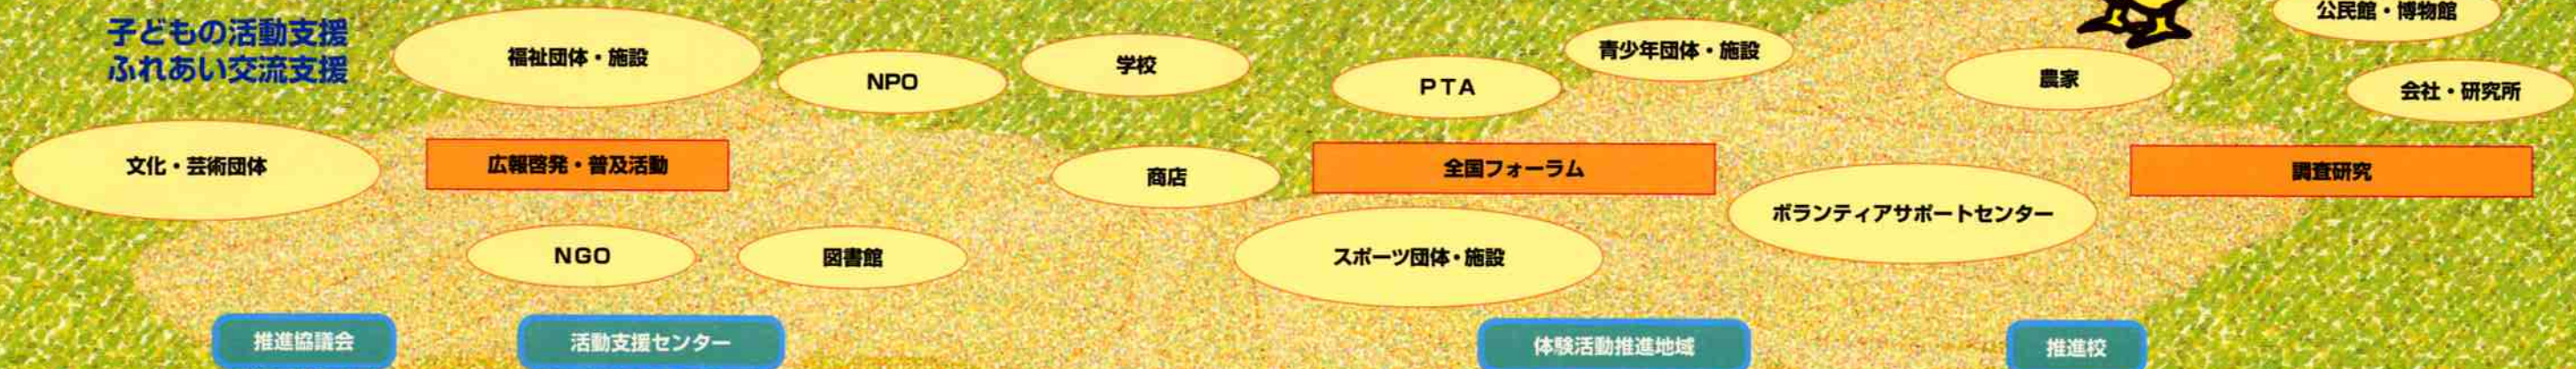 子どもの活動支援
ふれあい交流支援
福祉団体・施設
NPO
学校
PTA
青少年団体・施設
農家
公民館・博物館
会社・研究所
文化・芸術団体
広報啓発・普及活動
商店
全国フォーラム
ボランティアサポートセンター
調査研究
NGO
図書館
スポーツ団体・施設
推進協議会
活動支援センター
体験活動推進地域
推進校